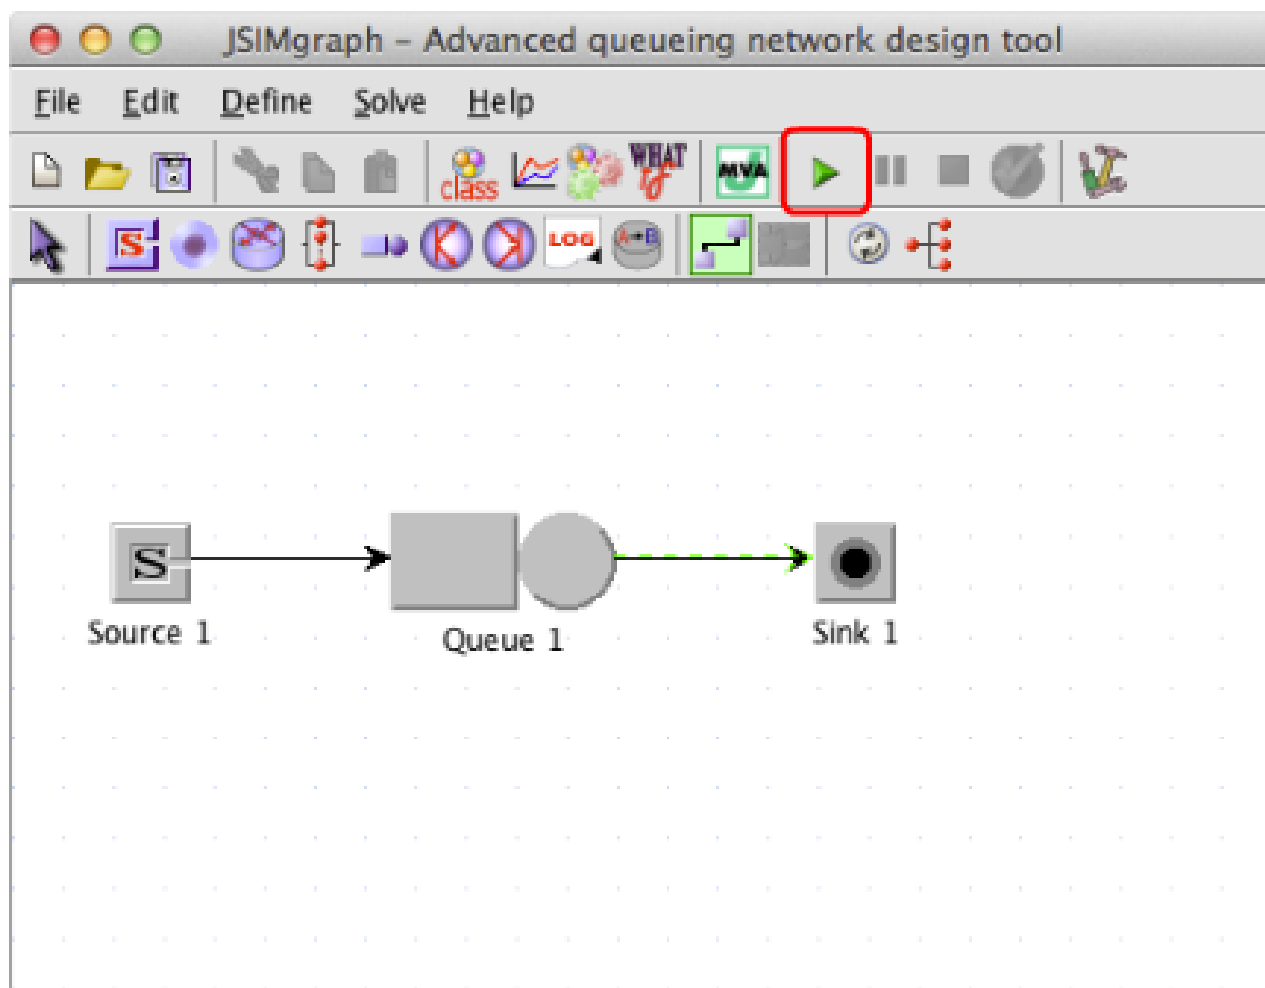 JSIMgraph – Advanced queueing network design tool
File Edit Define Solve Help
class WHAT if MVA
S LOG A→B
S
Source 1 Queue 1 Sink 1